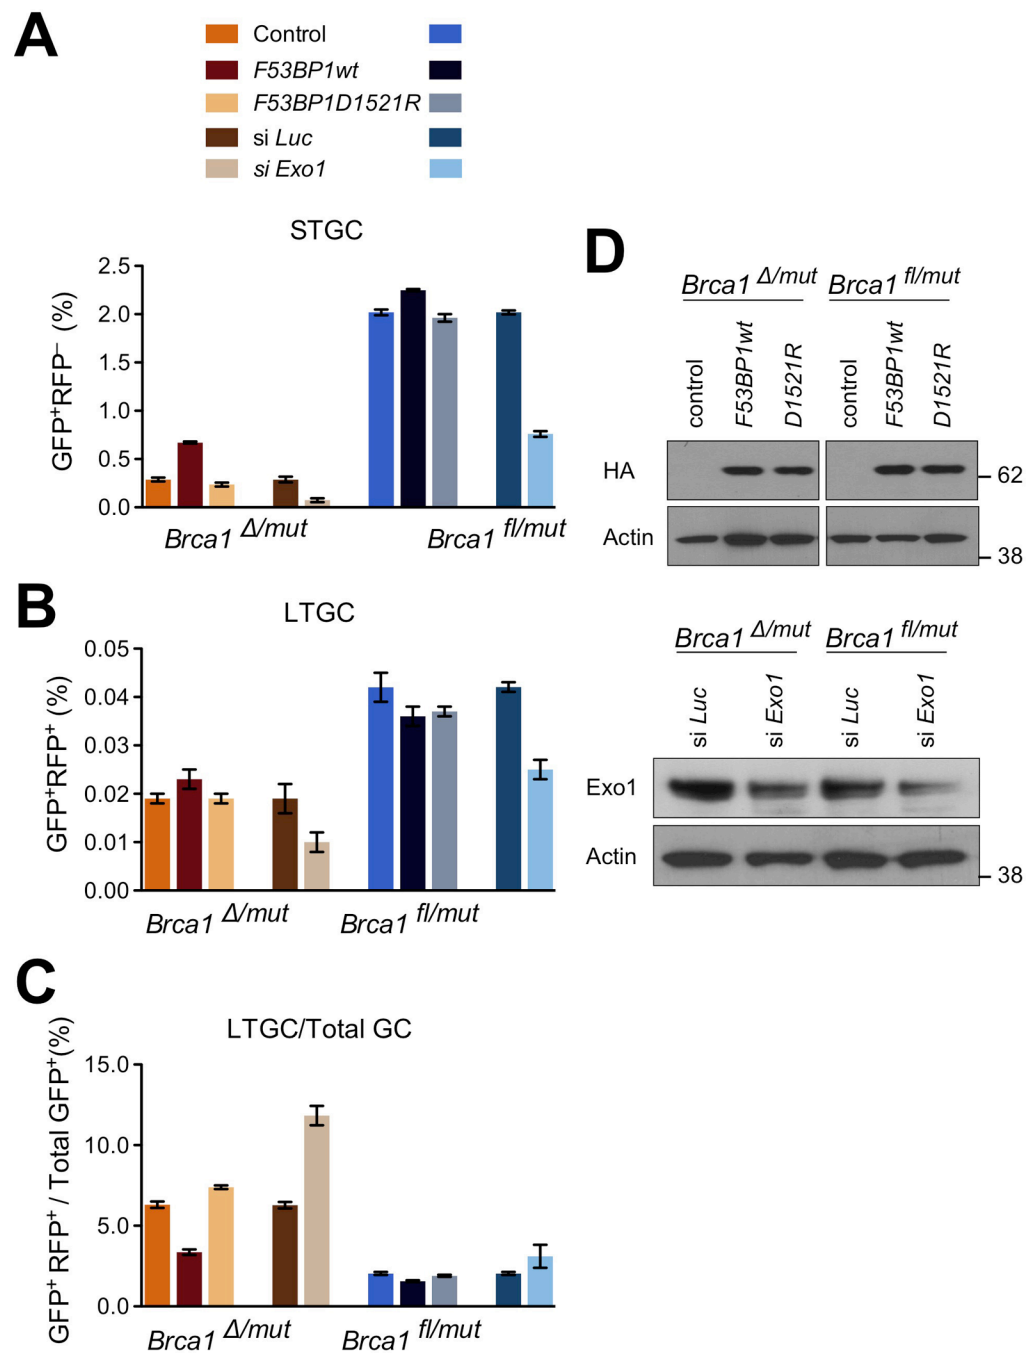 A
Control
F53BP1wt
F53BP1D1521R
si Luc
si Exo1
STGC
GFP⁺RFP⁻ (%)
2.5
2.0
1.5
1.0
0.5
0.0
Brca1 Δ/mut
Brca1 fl/mut
B
LTGC
GFP⁺RFP⁺ (%)
0.05
0.04
0.03
0.02
0.01
0.00
Brca1 Δ/mut
Brca1 fl/mut
C
LTGC/Total GC
GFP⁺ RFP⁺ / Total GFP⁺(%)
15.0
10.0
5.0
0.0
Brca1 Δ/mut
Brca1 fl/mut
D
Brca1 Δ/mut
Brca1 fl/mut
control
F53BP1wt
D1521R
control
F53BP1wt
D1521R
HA
62
Actin
38
Brca1 Δ/mut
Brca1 fl/mut
si Luc
si Exo1
si Luc
si Exo1
Exo1
Actin
38